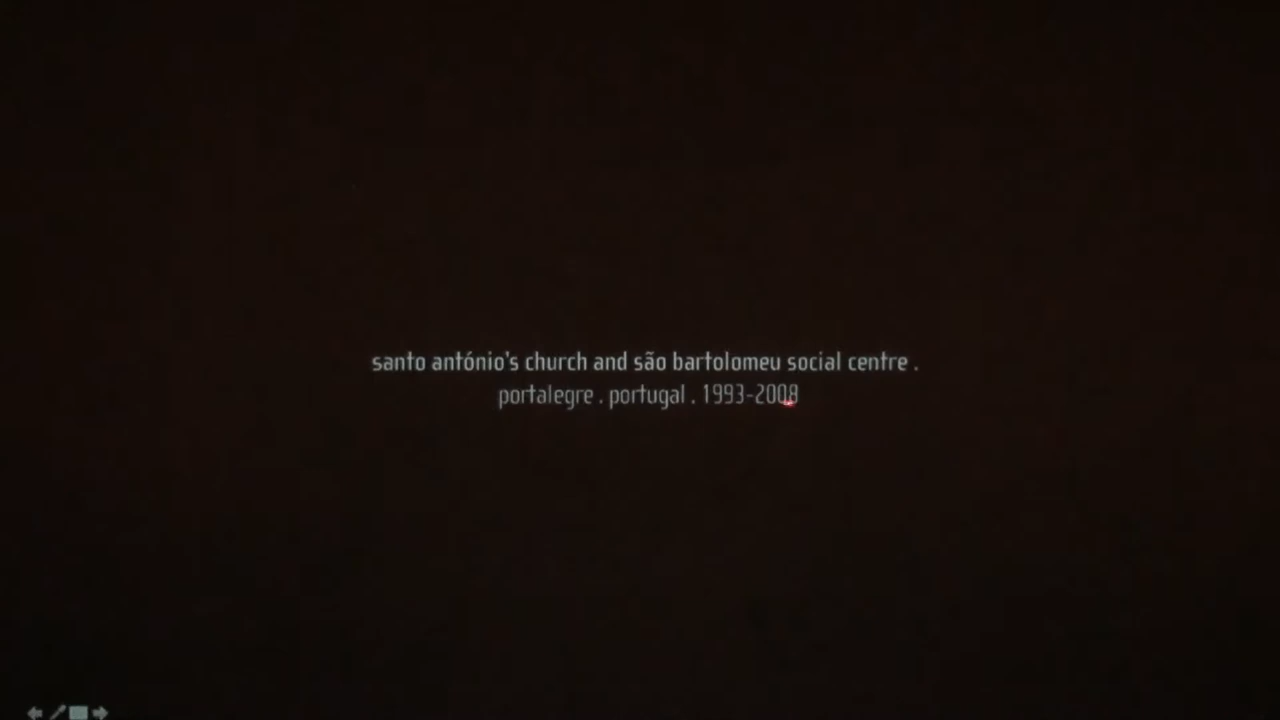 santo antónio's church and são bartolomeu social centre .
portalegre . portugal . 1993-2008